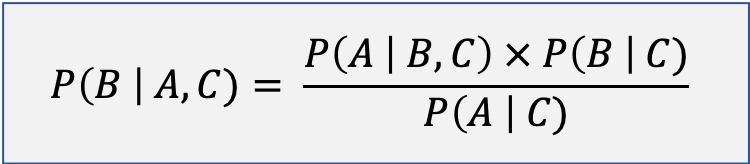 P(B | A, C) = P(A | B, C) × P(B | C) / P(A | C)